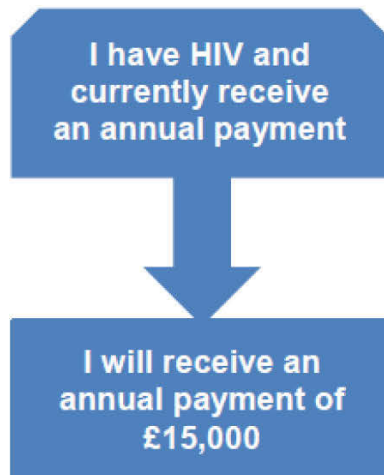 I have HIV and
currently receive
an annual payment
I will receive an
annual payment of
£15,000